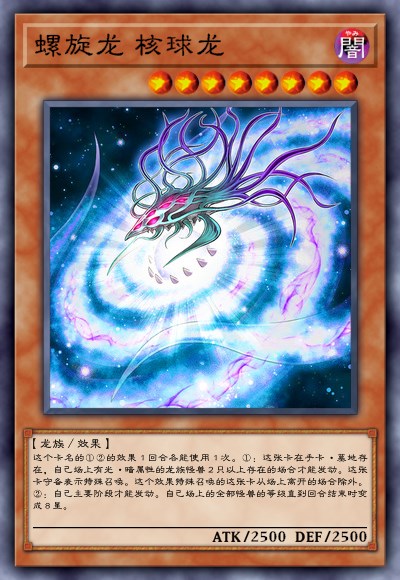 螺旋龙 核球龙
やみ
闇
【龙族／效果】
这个卡名的①②的效果1回合各能使用1次。①：这张卡在手卡·墓地存
在，自己场上有光·暗属性的龙族怪兽2只以上存在的场合才能发动。这张
卡守备表示特殊召唤。这个效果特殊召唤的这张卡从场上离开的场合除外。
②：自己主要阶段才能发动。自己场上的全部怪兽的等级直到回合结束时变
成8星。
ATK/2500 DEF/2500